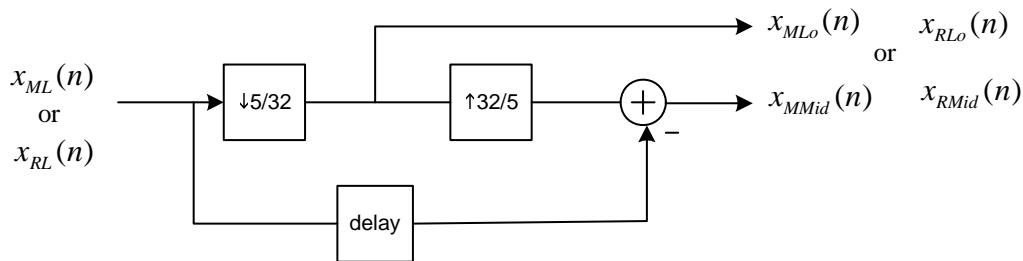 x_{ML}(n)
or
x_{RL}(n)
↓5/32
↑32/5
+
−
delay
x_{MLo}(n) x_{RLo}(n)
or
x_{MMid}(n) x_{RMid}(n)